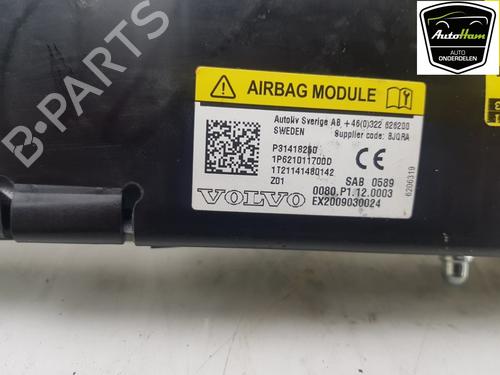 AutoHam
AUTO
ONDERDELEN
B-PARTS
AIRBAG MODULE
Autoliv Sverige AB +46(0)322 626200
SWEDEN
Supplier code: BJQRA
P31418260
1P621011700D
1T21141480142
Z01
CE
SAB 0589
VOLVO
0080.P1.12.0003
EX2009030024
6206319